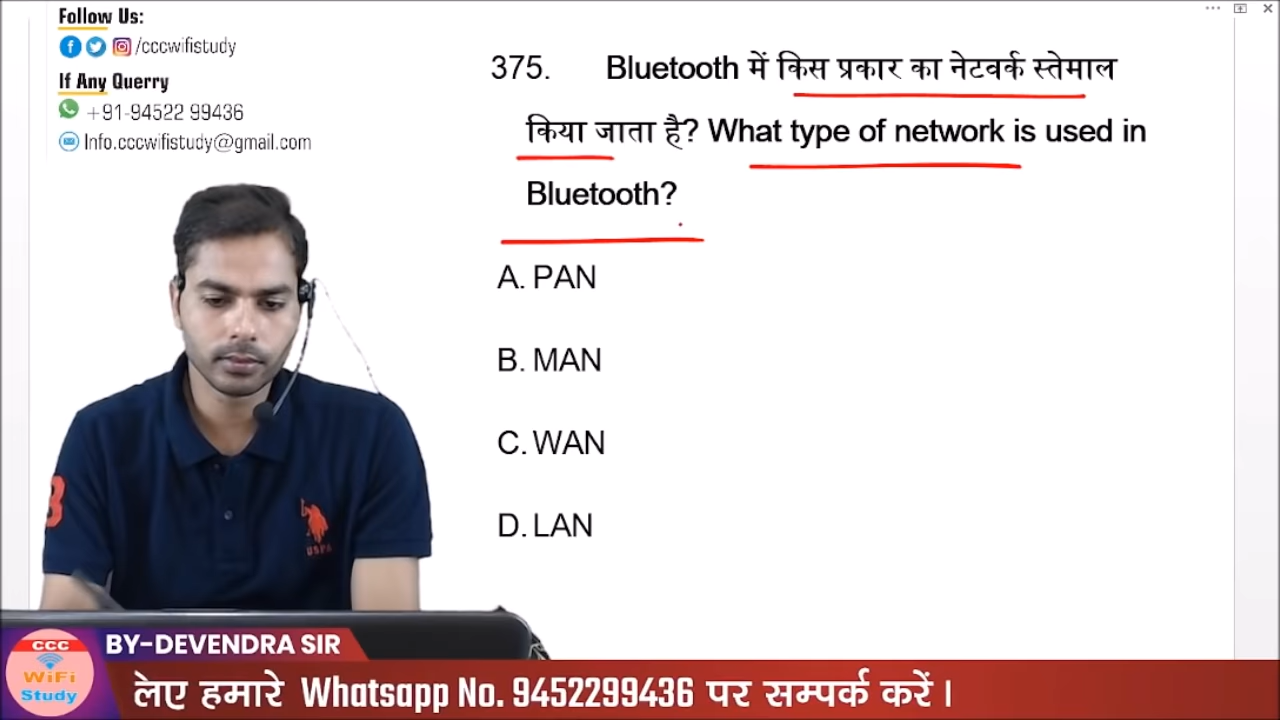 Follow Us:
/cccwifistudy
If Any Querry
+91-94522 99436
Info.cccwifistudy@gmail.com
375. Bluetooth में किस प्रकार का नेटवर्क स्तेमाल
किया जाता है? What type of network is used in
Bluetooth?
A. PAN
B. MAN
C. WAN
D. LAN
3
USPA
CCC
WiFi
Study
BY-DEVENDRA SIR
लिए हमारे Whatsapp No. 9452299436 पर सम्पर्क करें।